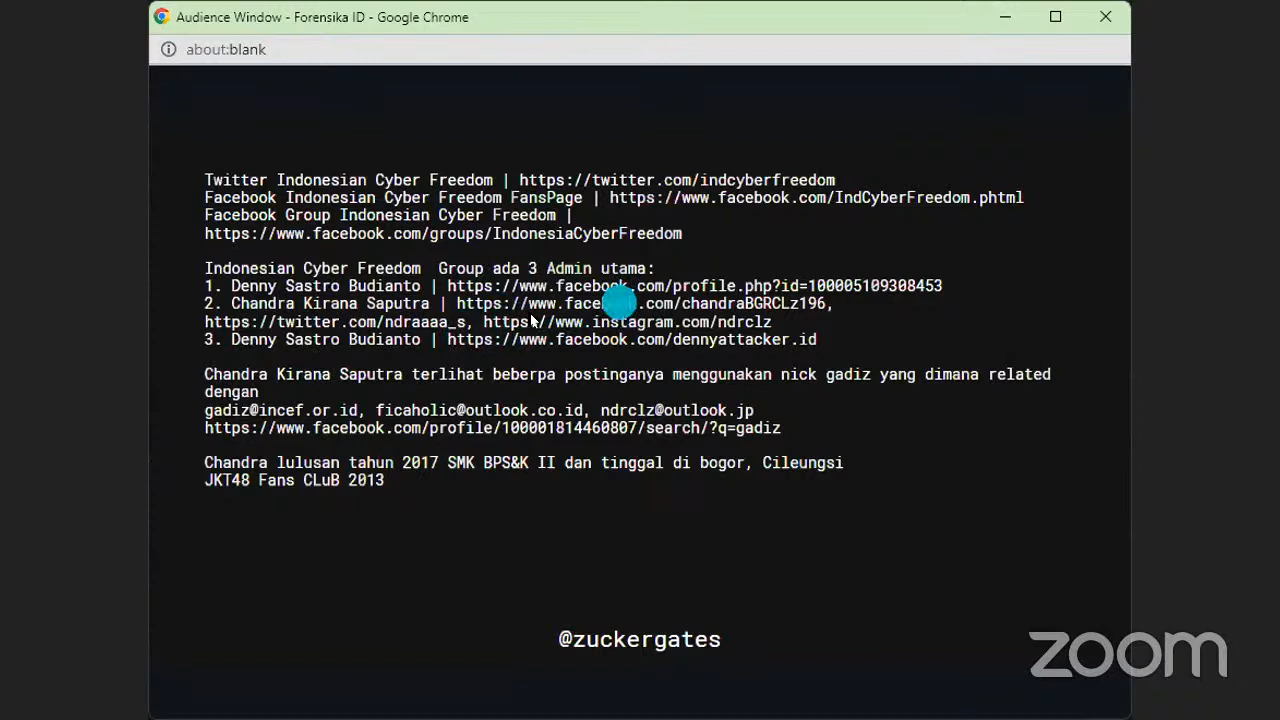 Audience Window - Forensika ID - Google Chrome
about:blank
Twitter Indonesian Cyber Freedom | https://twitter.com/indcyberfreedom
Facebook Indonesian Cyber Freedom FansPage | https://www.facebook.com/IndCyberFreedom.phtml
Facebook Group Indonesian Cyber Freedom |
https://www.facebook.com/groups/IndonesiaCyberFreedom
Indonesian Cyber Freedom  Group ada 3 Admin utama:
1. Denny Sastro Budianto | https://www.facebook.com/profile.php?id=100005109308453
2. Chandra Kirana Saputra | https://www.facebook.com/chandraBGRCLz196,
https://twitter.com/ndraaaa_s, https://www.instagram.com/ndrclz
3. Denny Sastro Budianto | https://www.facebook.com/dennyattacker.id
Chandra Kirana Saputra terlihat beberpa postinganya menggunakan nick gadiz yang dimana related
dengan
gadiz@incef.or.id, ficaholic@outlook.co.id, ndrclz@outlook.jp
https://www.facebook.com/profile/100001814460807/search/?q=gadiz
Chandra lulusan tahun 2017 SMK BPS&K II dan tinggal di bogor, Cileungsi
JKT48 Fans CLuB 2013
@zuckergates
zoom